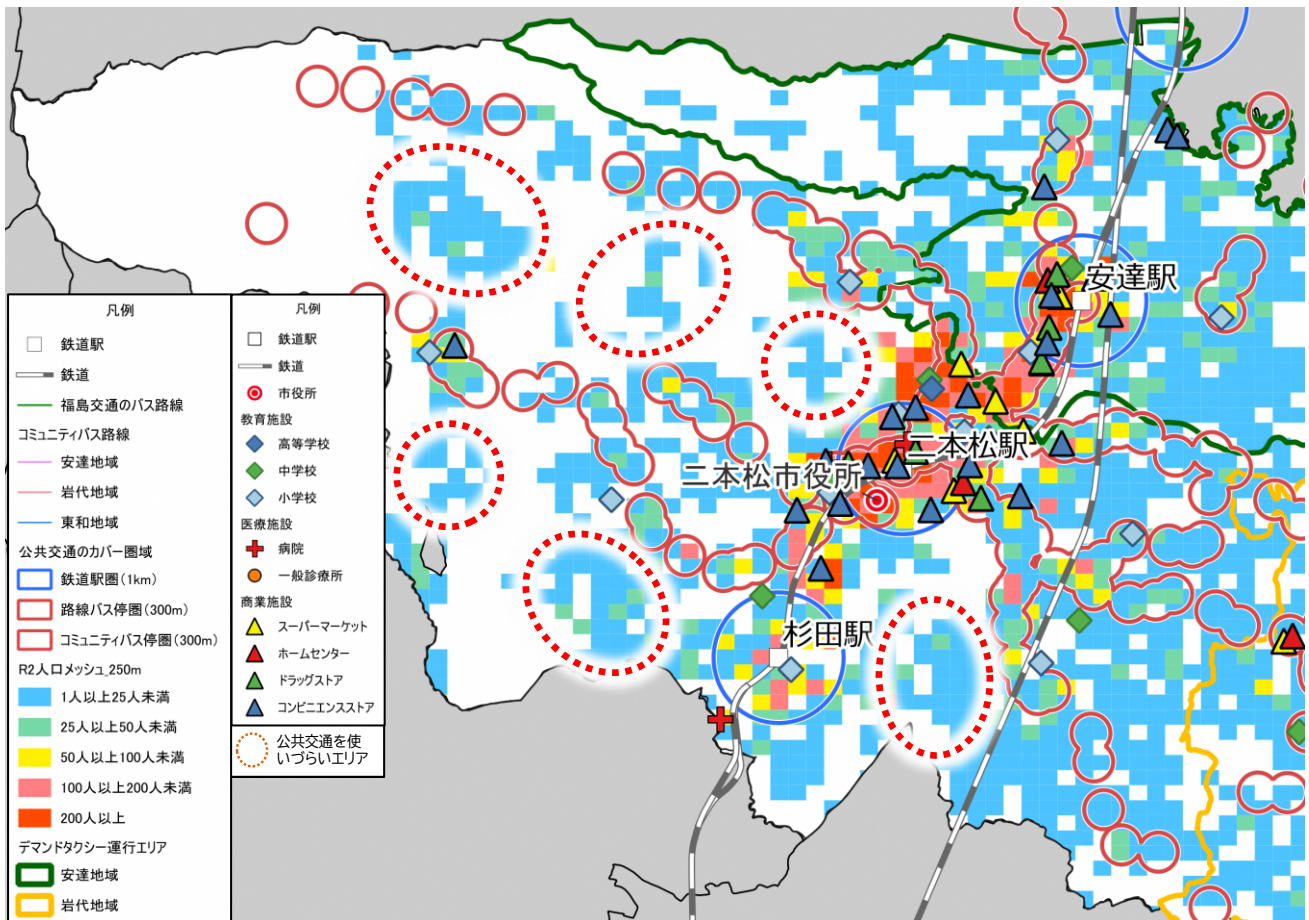 安達駅
二本松駅
二本松市役所
杉田駅
凡例
鉄道駅
鉄道
福島交通のバス路線
コミュニティバス路線
安達地域
岩代地域
東和地域
公共交通のカバー圏域
鉄道駅圏(1km)
路線バス停圏(300m)
コミュニティバス停圏(300m)
R2人口メッシュ_250m
1人以上25人未満
25人以上50人未満
50人以上100人未満
100人以上200人未満
200人以上
デマンドタクシー運行エリア
安達地域
岩代地域
凡例
鉄道駅
鉄道
市役所
教育施設
高等学校
中学校
小学校
医療施設
病院
一般診療所
商業施設
スーパーマーケット
ホームセンター
ドラッグストア
コンビニエンスストア
公共交通を使
いづらいエリア